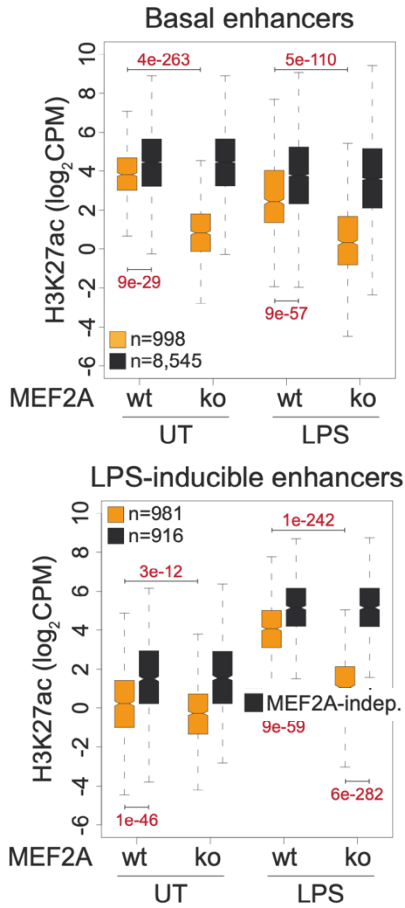 Basal enhancers
H3K27ac (log2CPM)
10
8
6
4
2
0
-2
-4
-6
4e-263
5e-110
9e-29
9e-57
n=998
n=8,545
MEF2A
wt
ko
wt
ko
UT
LPS
LPS-inducible enhancers
H3K27ac (log2CPM)
10
8
6
4
2
0
-2
-4
-6
n=981
n=916
1e-242
3e-12
MEF2A-indep.
9e-59
1e-46
6e-282
MEF2A
wt
ko
wt
ko
UT
LPS